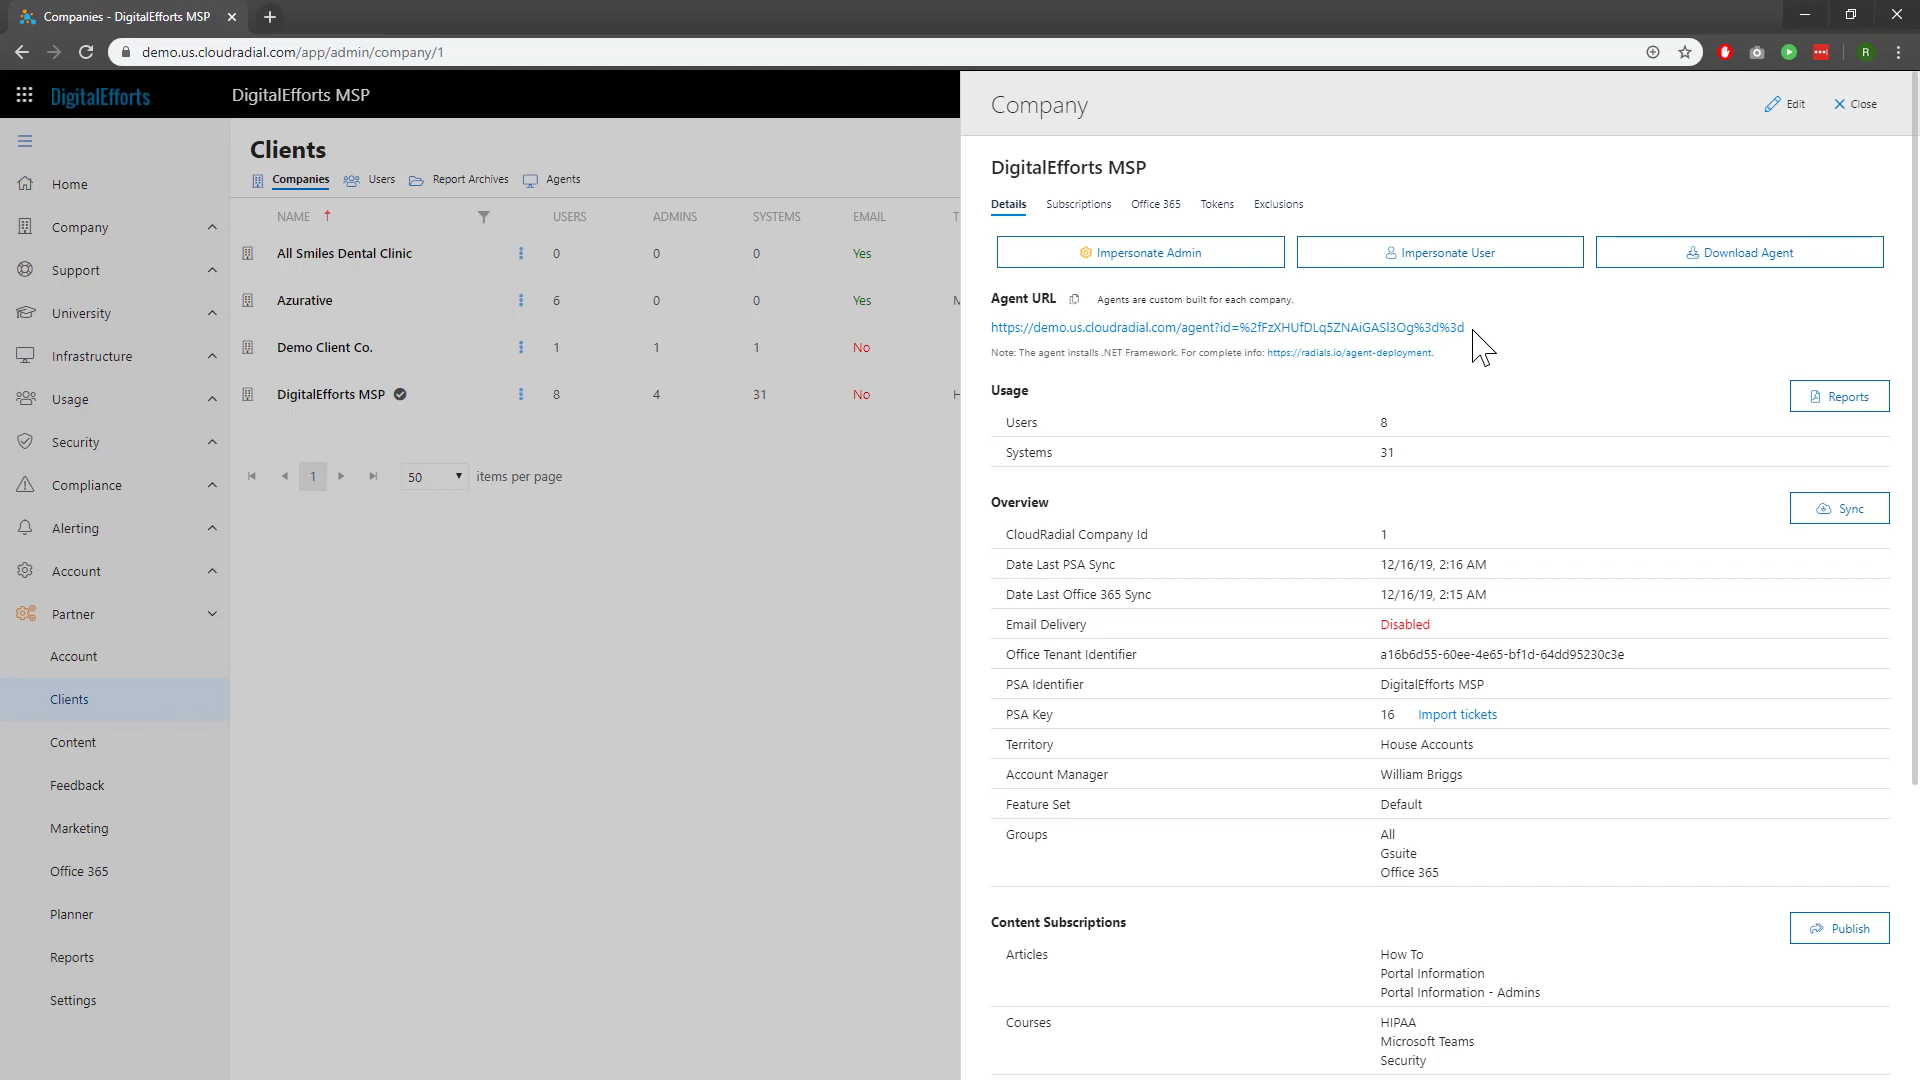 Companies - DigitalEfforts MSP
demo.us.cloudradial.com/app/admin/company/1
R
DigitalEfforts
DigitalEfforts MSP
Home
Company
Support
University
Infrastructure
Usage
Security
Compliance
Alerting
Account
Partner
Account
Clients
Content
Feedback
Marketing
Office 365
Planner
Reports
Settings
Clients
Companies Users Report Archives Agents
NAME USERS ADMINS SYSTEMS EMAIL T
All Smiles Dental Clinic 0 0 0 Yes
Azurative 6 0 0 Yes M
Demo Client Co. 1 1 1 No
DigitalEfforts MSP 8 4 31 No H
1 50 items per page
Company
Edit Close
DigitalEfforts MSP
Details Subscriptions Office 365 Tokens Exclusions
Impersonate Admin Impersonate User Download Agent
Agent URL Agents are custom built for each company.
https://demo.us.cloudradial.com/agent?id=%2fFzXHUfDLq5ZNAiGASl3Og%3d%3d
Note: The agent installs .NET Framework. For complete info: https://radials.io/agent-deployment.
Usage Reports
Users 8
Systems 31
Overview Sync
CloudRadial Company Id 1
Date Last PSA Sync 12/16/19, 2:16 AM
Date Last Office 365 Sync 12/16/19, 2:15 AM
Email Delivery Disabled
Office Tenant Identifier a16b6d55-60ee-4e65-bf1d-64dd95230c3e
PSA Identifier DigitalEfforts MSP
PSA Key 16 Import tickets
Territory House Accounts
Account Manager William Briggs
Feature Set Default
Groups All
Gsuite
Office 365
Content Subscriptions Publish
Articles How To
Portal Information
Portal Information - Admins
Courses HIPAA
Microsoft Teams
Security